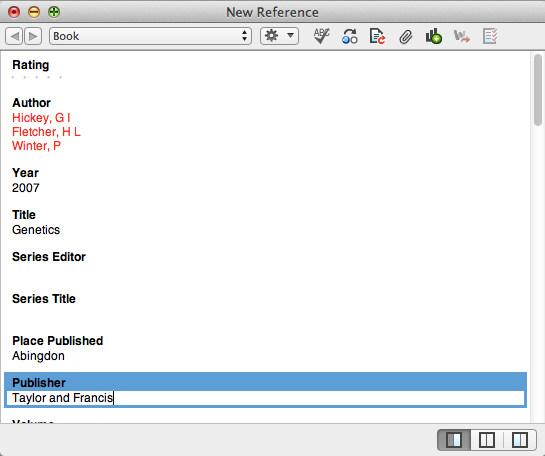 New Reference
Book
ABC
Rating
Author
Hickey, G I
Fletcher, H L
Winter, P
Year
2007
Title
Genetics
Series Editor
Series Title
Place Published
Abingdon
Publisher
Taylor and Francis